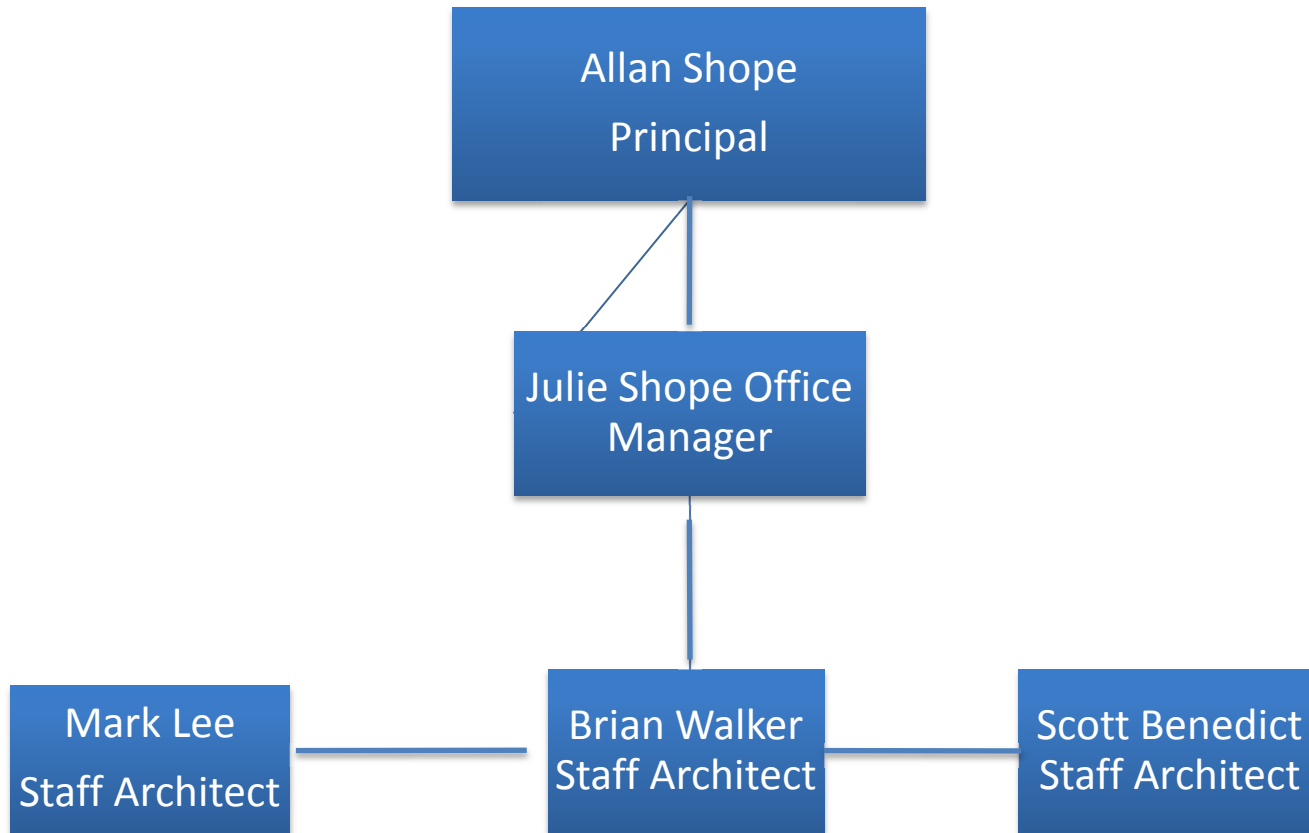 Allan Shope
Principal
Julie Shope Office
Manager
Mark Lee
Staff Architect
Brian Walker
Staff Architect
Scott Benedict
Staff Architect